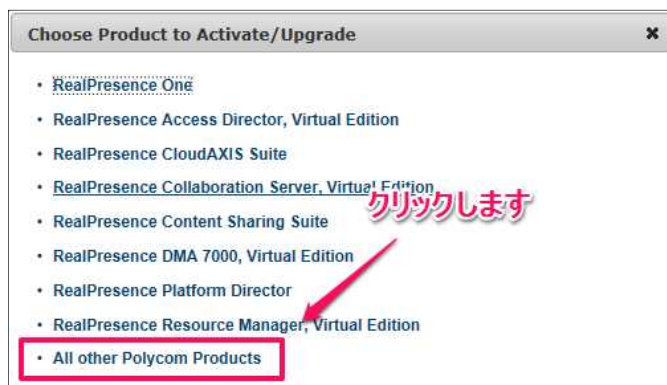 Choose Product to Activate/Upgrade
RealPresence One
RealPresence Access Director, Virtual Edition
RealPresence CloudAXIS Suite
RealPresence Collaboration Server, Virtual Edition
クリックします
RealPresence Content Sharing Suite
RealPresence DMA 7000, Virtual Edition
RealPresence Platform Director
RealPresence Resource Manager, Virtual Edition
All other Polycom Products